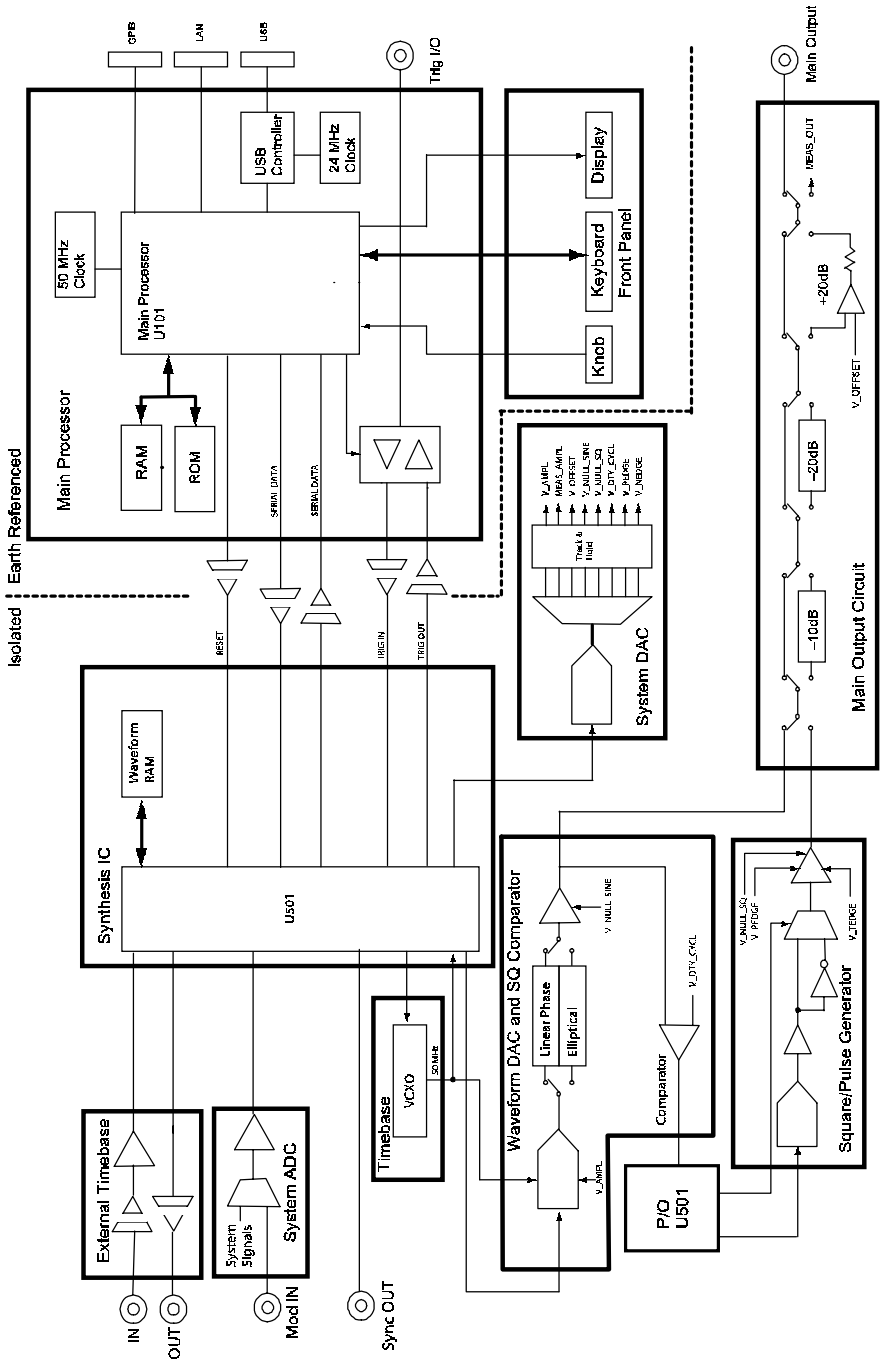 GPIB
LAN
USB
Trig I/O
Main Output
50 MHz
Clock
Main Processor
U101
USB
Controller
24 MHz
Clock
RAM
ROM
Main Processor
Display
Keyboard
Knob
Front Panel
MEAS_OUT
+20dB
V_OFFSET
–20dB
–10dB
Main Output Circuit
Earth Referenced
Isolated
SERIAL DATA
SERIAL DATA
RESET
TRIG IN
TRIG OUT
V_AMPL
MEAS_AMPL
V_OFFSET
V_NULL_SINE
V_NULL_SQ
V_DTY_CYCL
V_PEDGE
V_NEDGE
Track &
Hold
System DAC
Waveform
RAM
Synthesis IC
U501
External Timebase
IN
OUT
System
Signals
System ADC
Mod IN
Sync OUT
Timebase
VCXO
50 MHz
Waveform DAC and SQ Comparator
Linear Phase
Elliptical
V_NULL_SINE
V_AMPL
Comparator
V_DTY_CYCL
P/O
U501
V_NULL_SQ
V_PEDGE
V_TEDGE
Square/Pulse Generator